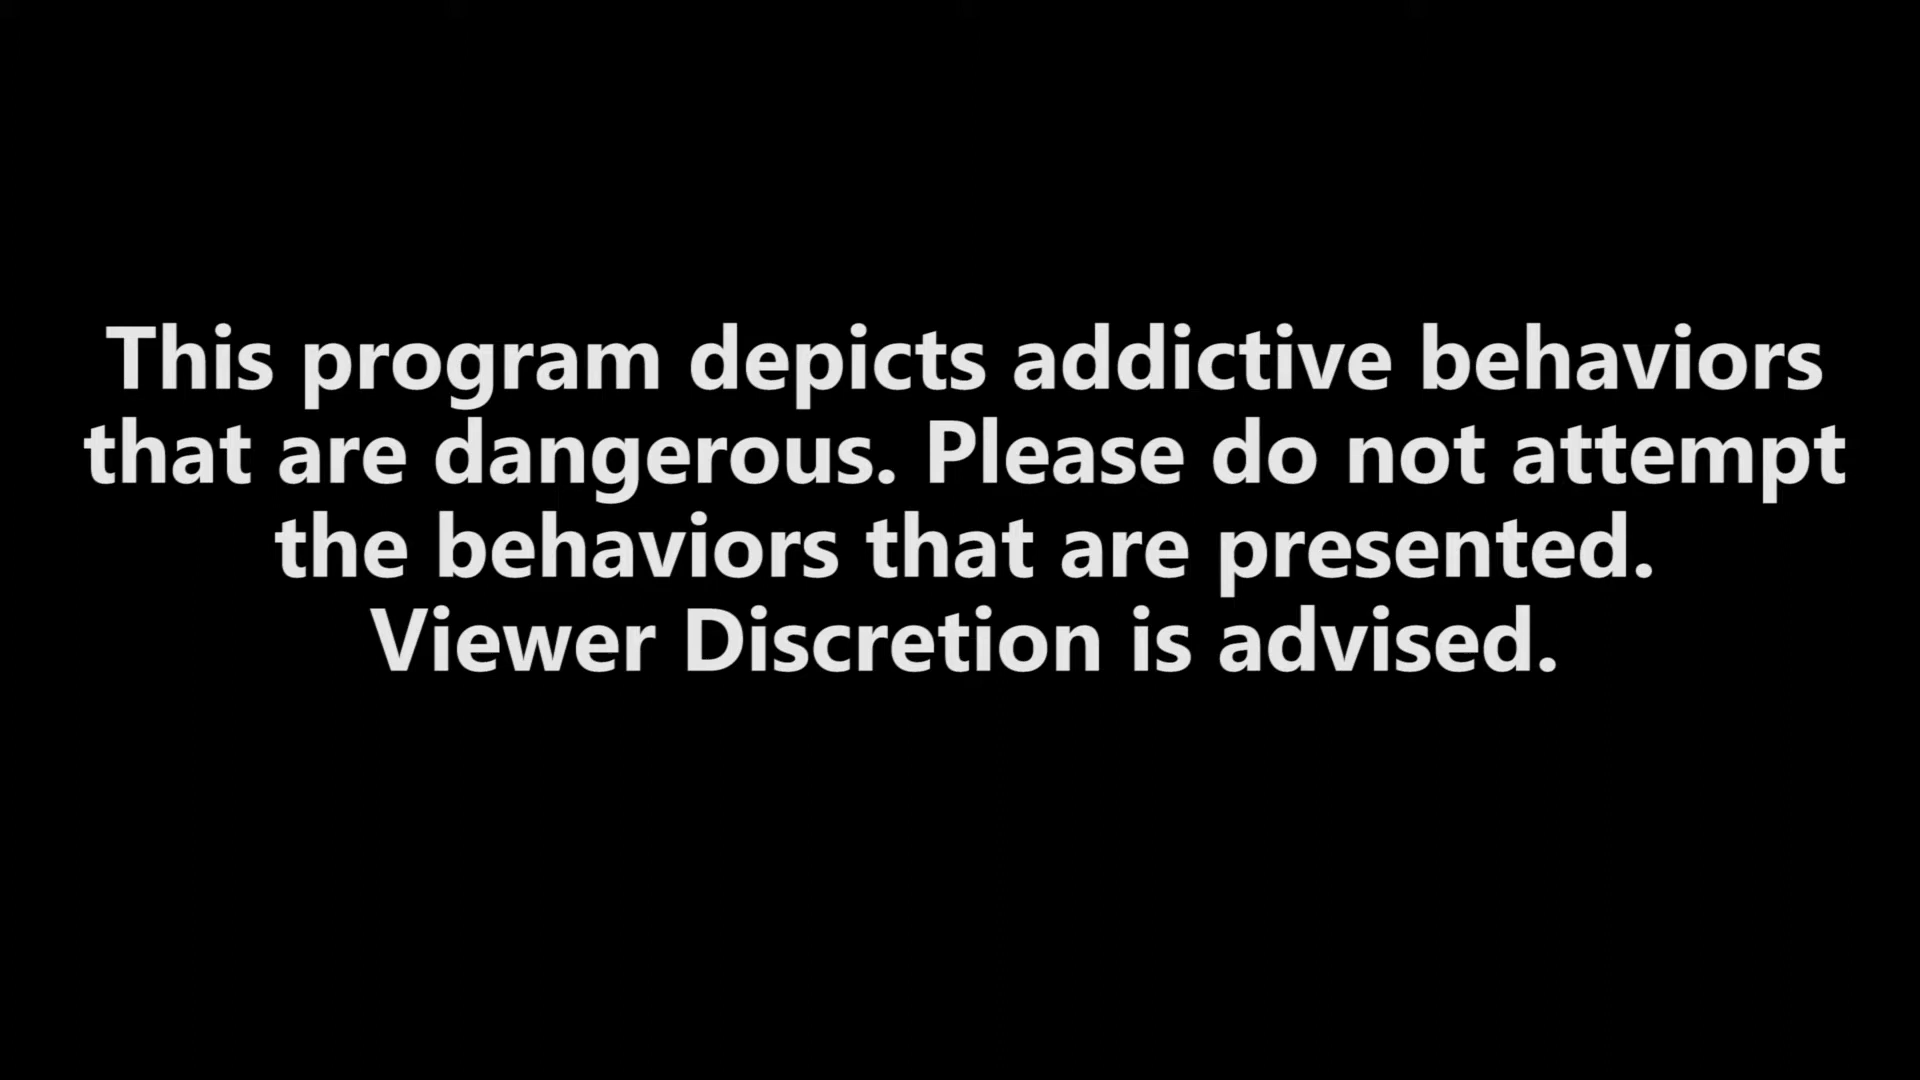 This program depicts addictive behaviors
that are dangerous. Please do not attempt
the behaviors that are presented.
Viewer Discretion is advised.